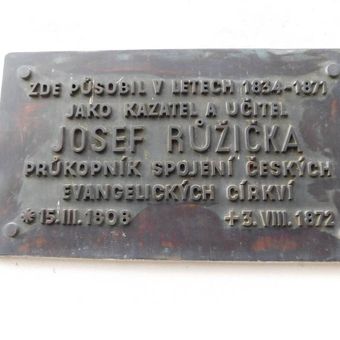 ZDE PŮSOBIL V LETECH 1834-1871
JAKO KAZATEL A UČITEL
JOSEF RŮŽIČKA
PRŮKOPNÍK SPOJENÍ ČESKÝCH
EVANGELICKÝCH CÍRKVÍ
*15. III. 1808 +3. VIII. 1872